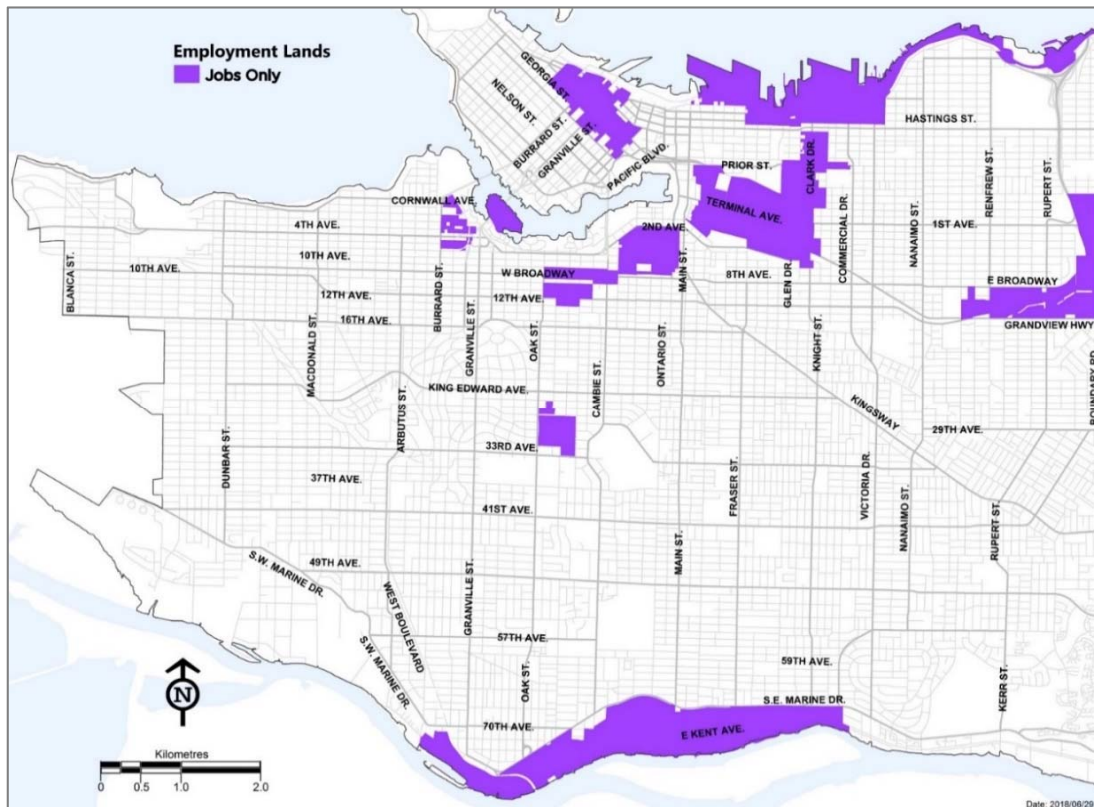 Employment Lands
Jobs Only
GEORGIA ST.
NELSON ST.
BURRARD ST.
GRANVILLE ST.
PACIFIC BLVD.
HASTINGS ST.
PRIOR ST.
CLARK DR.
TERMINAL AVE.
COMMERCIAL DR.
NANAIMO ST.
RENFREW ST.
RUPERT ST.
CORNWALL AVE.
4TH AVE.
2ND AVE.
1ST AVE.
10TH AVE.
10TH AVE.
W BROADWAY
8TH AVE.
E BROADWAY
BLANCA ST.
12TH AVE.
12TH AVE.
16TH AVE.
MACDONALD ST.
BURRARD ST.
GRANVILLE ST.
OAK ST.
ONTARIO ST.
MAIN ST.
GLEN DR.
KNIGHT ST.
GRANDVIEW HWY
BOUNDARY RD.
KING EDWARD AVE.
CAMBIE ST.
KINGSWAY
29TH AVE.
DUNBAR ST.
ARBUTUS ST.
33RD AVE.
37TH AVE.
41ST AVE.
FRASER ST.
VICTORIA DR.
NANAIMO ST.
RUPERT ST.
S.W. MARINE DR.
49TH AVE.
WEST BOULEVARD
GRANVILLE ST.
MAIN ST.
57TH AVE.
59TH AVE.
S.W. MARINE DR.
OAK ST.
KERR ST.
S.E. MARINE DR.
70TH AVE.
E KENT AVE.
N
Kilometres
0 0.5 1.0 2.0
Date: 2018/06/29